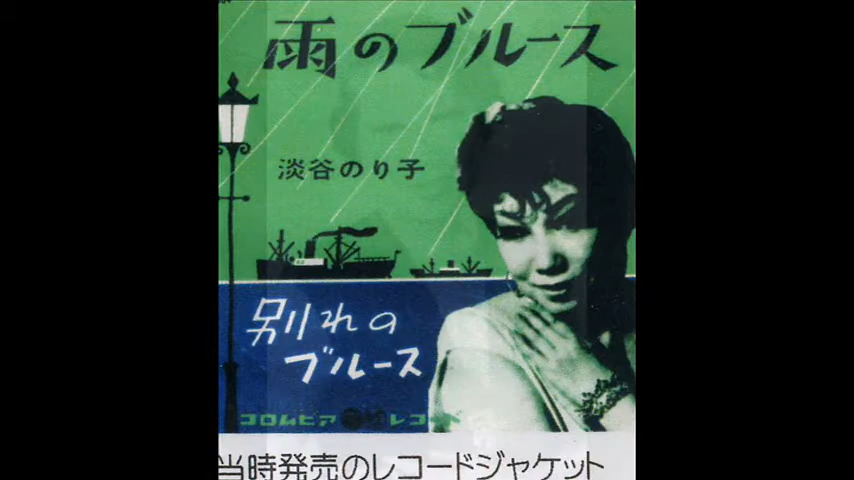 雨のブルース
淡谷のり子
別れの
ブルース
コロムビア レコード
当時発売のレコードジャケット